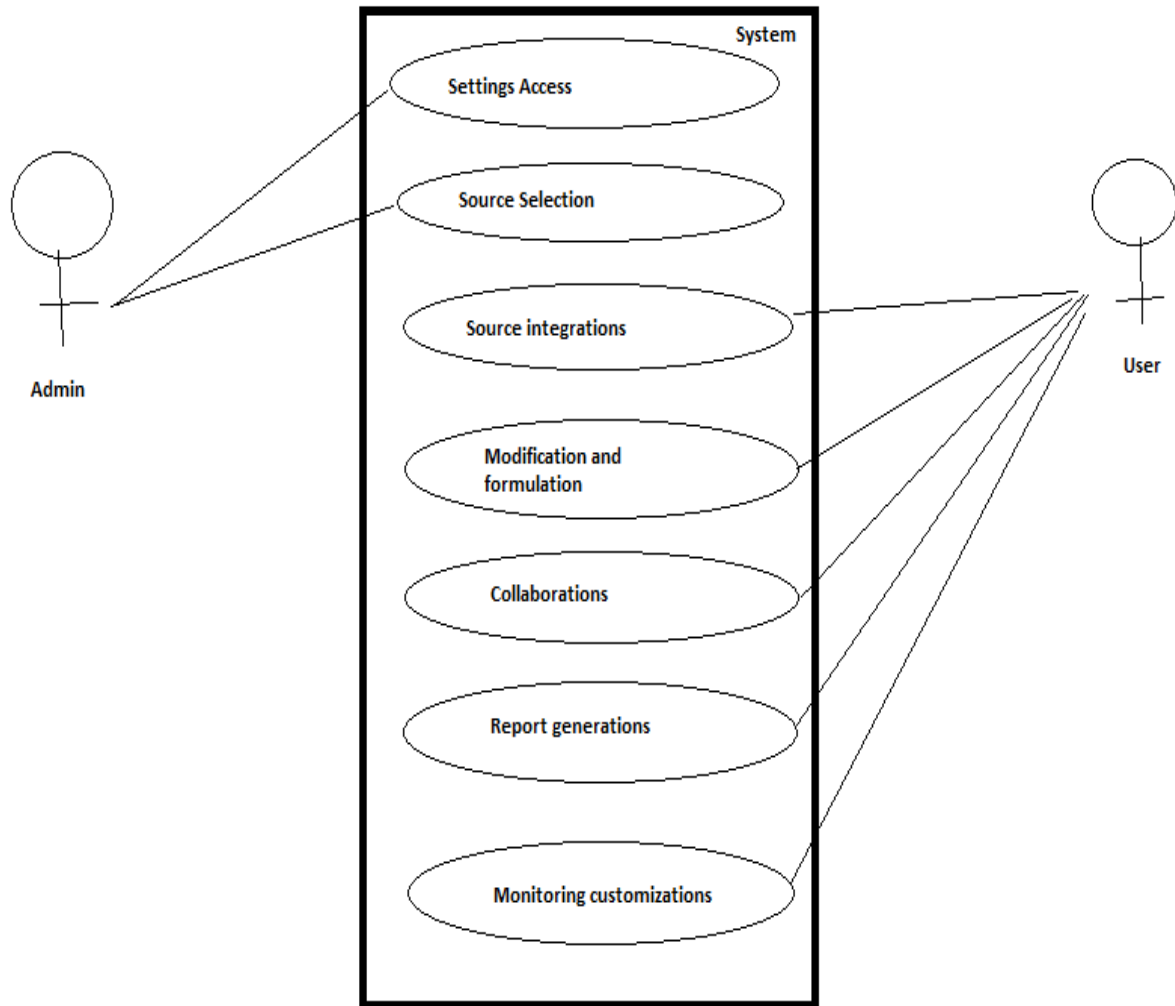 System
Settings Access
Source Selection
Source integrations
Admin
User
Modification and
formulation
Collaborations
Report generations
Monitoring customizations